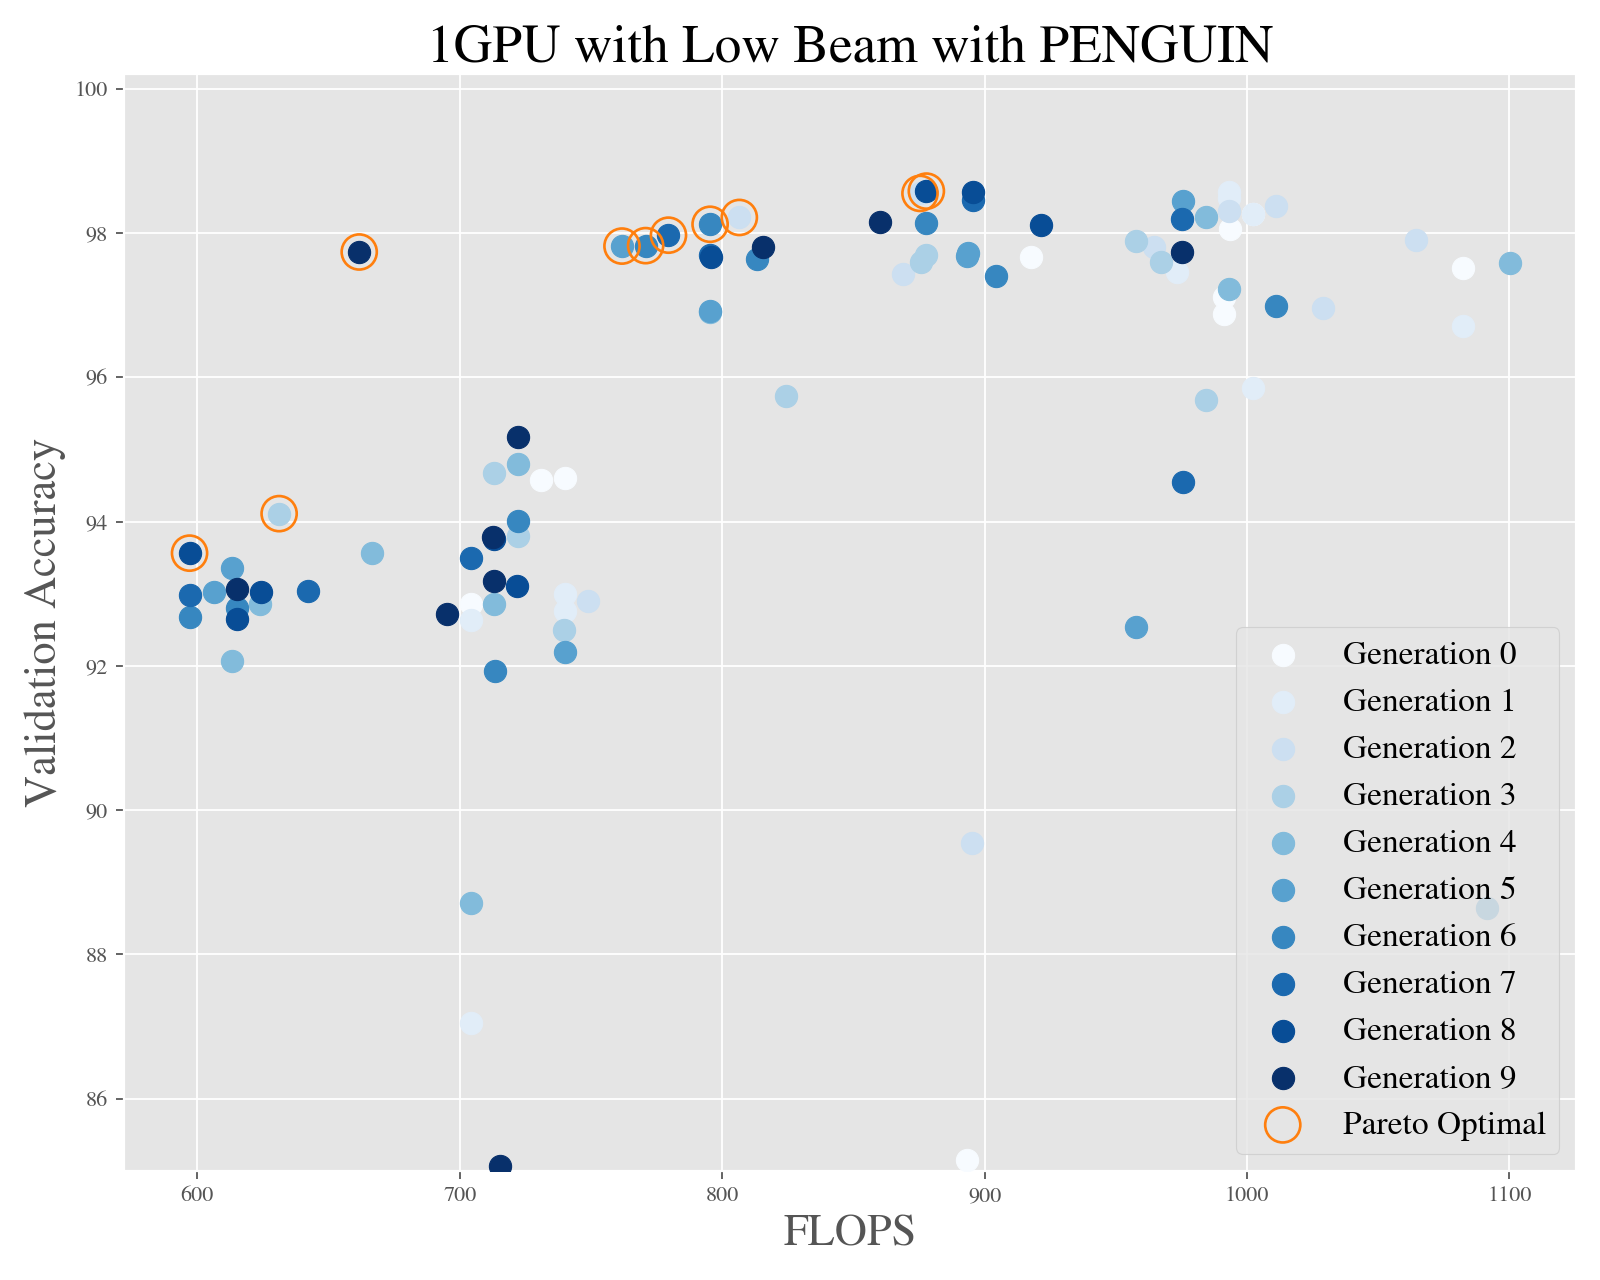 1GPU with Low Beam with PENGUIN
100
98
96
94
92
90
88
86
Validation Accuracy
600
700
800
900
1000
1100
FLOPS
Generation 0
Generation 1
Generation 2
Generation 3
Generation 4
Generation 5
Generation 6
Generation 7
Generation 8
Generation 9
Pareto Optimal